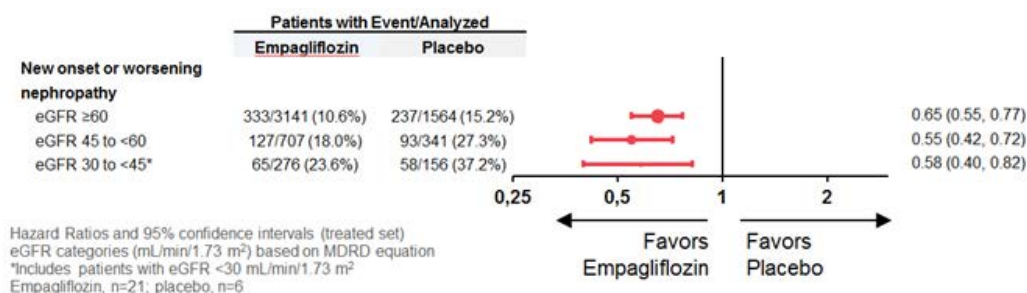 Patients with Event/Analyzed
Empagliflozin Placebo
New onset or worsening
nephropathy
eGFR ≥60 333/3141 (10.6%) 237/1564 (15.2%) 0.65 (0.55, 0.77)
eGFR 45 to <60 127/707 (18.0%) 93/341 (27.3%) 0.55 (0.42, 0.72)
eGFR 30 to <45* 65/276 (23.6%) 58/156 (37.2%) 0.58 (0.40, 0.82)
0,25 0,5 1 2
Favors Empagliflozin
Favors Placebo
Hazard Ratios and 95% confidence intervals (treated set)
eGFR categories (mL/min/1.73 m²) based on MDRD equation
*Includes patients with eGFR <30 mL/min/1.73 m²
Empagliflozin, n=21; placebo, n=6